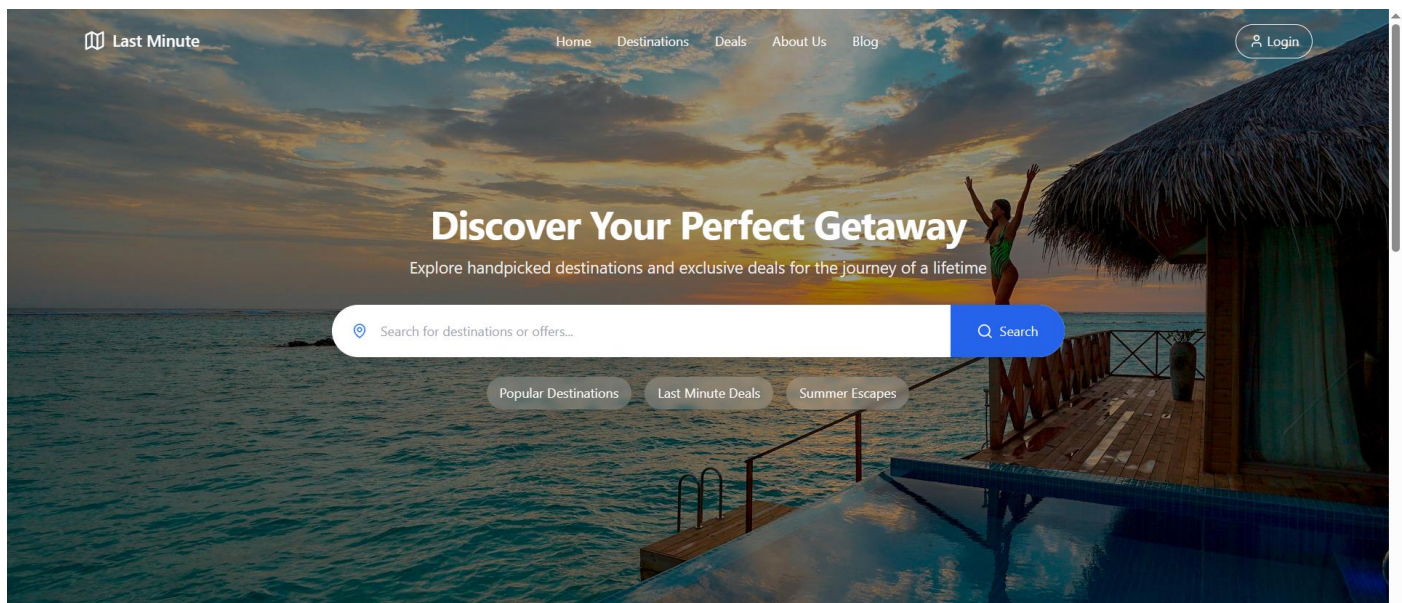 Last Minute
Home Destinations Deals About Us Blog
Login
Discover Your Perfect Getaway
Explore handpicked destinations and exclusive deals for the journey of a lifetime
Search for destinations or offers...
Search
Popular Destinations Last Minute Deals Summer Escapes